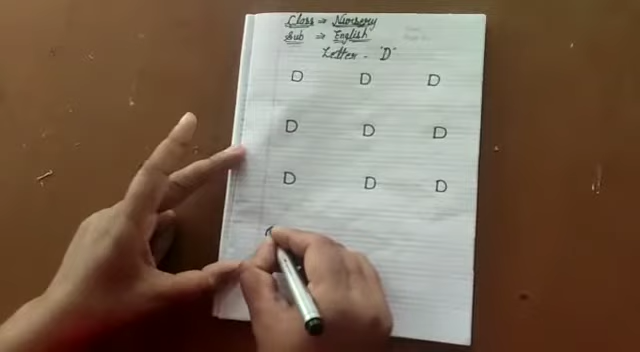 Class ⇒ Nursery
Sub ⇒ English
Letter - "D"
D D D
D D D
D D D